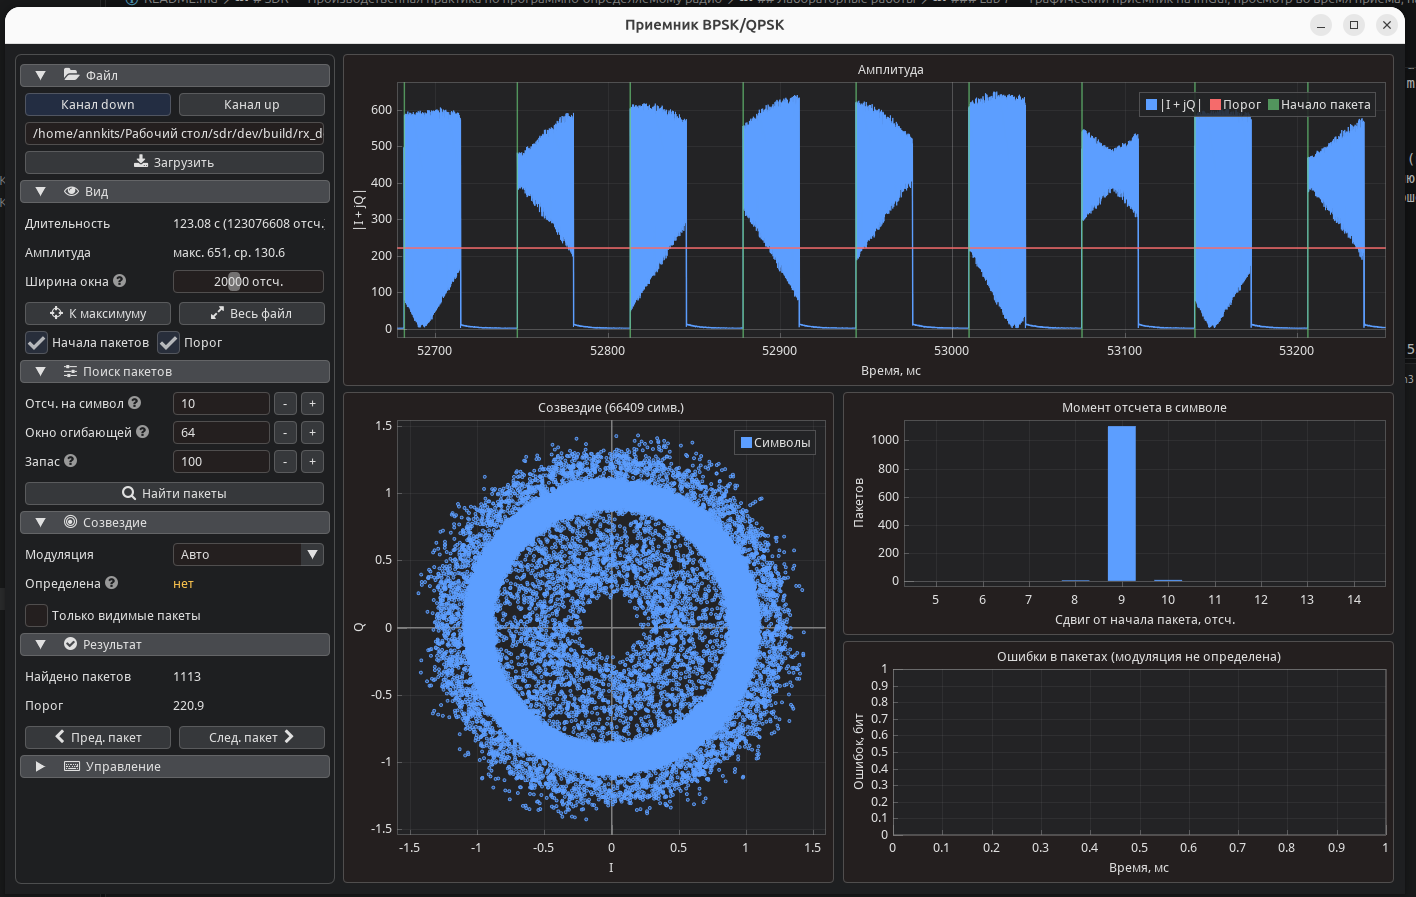 Приемник BPSK/QPSK
Файл
Канал down
Канал up
/home/annkits/Рабочий стол/sdr/dev/build/rx_d
Загрузить
Вид
Длительность 123.08 с (123076608 отсч.
Амплитуда макс. 651, ср. 130.6
Ширина окна 20000 отсч.
К максимуму
Весь файл
Начала пакетов
Порог
Поиск пакетов
Отсч. на символ 10 - +
Окно огибающей 64 - +
Запас 100 - +
Найти пакеты
Созвездие
Модуляция Авто
Определена нет
Только видимые пакеты
Результат
Найдено пакетов 1113
Порог 220.9
Пред. пакет
След. пакет
Управление
Амплитуда
|I + jQ| Порог Начало пакета
|I + jQ|
600
500
400
300
200
100
0
52700 52800 52900 53000 53100 53200
Время, мс
Созвездие (66409 симв.)
Символы
Q
1.5
1
0.5
0
-0.5
-1
-1.5
-1.5 -1 -0.5 0 0.5 1 1.5
I
Момент отсчета в символе
Пакетов
1000
800
600
400
200
0
5 6 7 8 9 10 11 12 13 14
Сдвиг от начала пакета, отсч.
Ошибки в пакетах (модуляция не определена)
Ошибок, бит
1
0.9
0.8
0.7
0.6
0.5
0.4
0.3
0.2
0.1
0
0 0.1 0.2 0.3 0.4 0.5 0.6 0.7 0.8 0.9 1
Время, мс